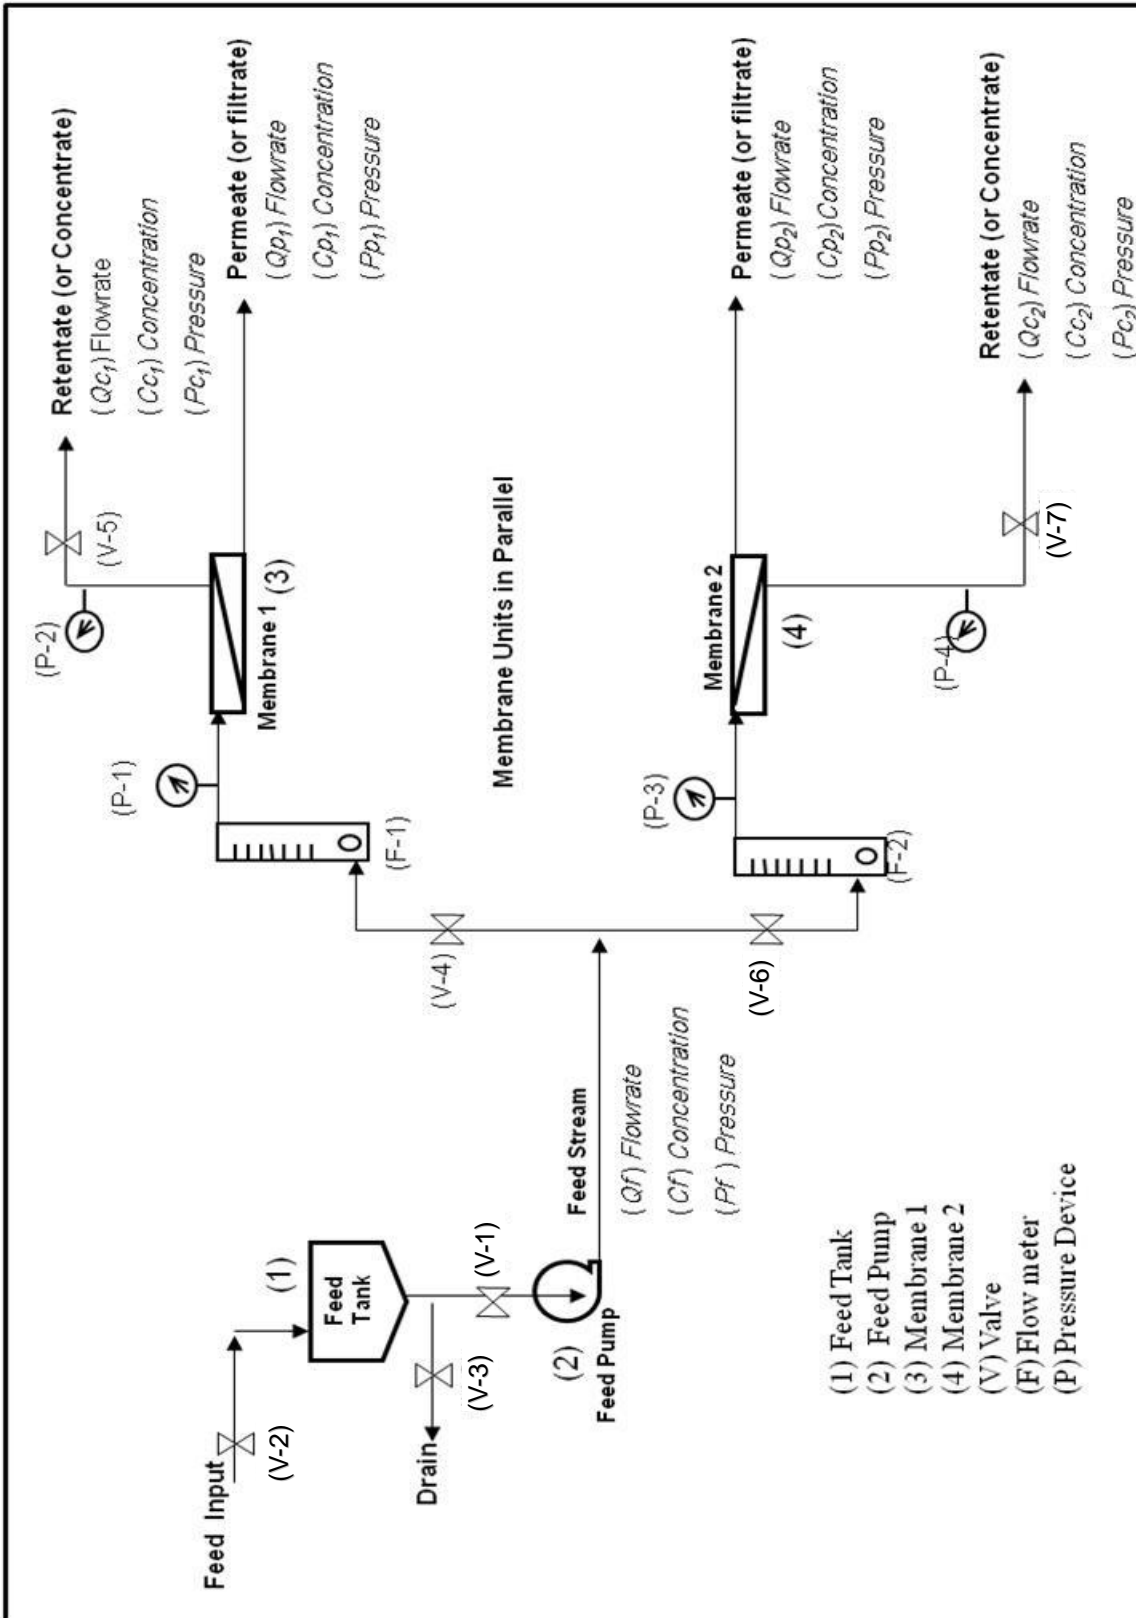 Feed Input
(V-2)
(1)
Feed
Tank
Drain
(V-3)
(V-1)
(2)
Feed Pump
Feed Stream
(Qf) Flowrate
(Cf) Concentration
(Pf ) Pressure
(V-4)
(V-6)
(F-1)
(P-1)
Membrane 1
(3)
(P-2)
(V-5)
Retentate (or Concentrate)
(Qc1) Flowrate
(Cc1) Concentration
(Pc1) Pressure
Permeate (or filtrate)
(Qp1) Flowrate
(Cp1) Concentration
(Pp1) Pressure
Membrane Units in Parallel
(F-2)
(P-3)
Membrane 2
(4)
(P-4)
(V-7)
Permeate (or filtrate)
(Qp2) Flowrate
(Cp2) Concentration
(Pp2) Pressure
Retentate (or Concentrate)
(Qc2) Flowrate
(Cc2) Concentration
(Pc2) Pressure
(1) Feed Tank
(2) Feed Pump
(3) Membrane 1
(4) Membrane 2
(V) Valve
(F) Flow meter
(P) Pressure Device